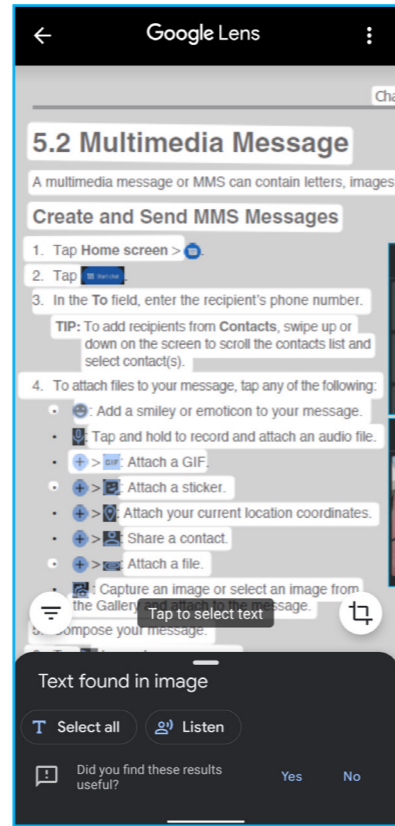 Google Lens
Cha
5.2 Multimedia Message
A multimedia message or MMS can contain letters, images
Create and Send MMS Messages
1. Tap Home screen >
2. Tap Start chat.
3. In the To field, enter the recipient's phone number.
TIP: To add recipients from Contacts, swipe up or
down on the screen to scroll the contacts list and
select contact(s).
4. To attach files to your message, tap any of the following:
• : Add a smiley or emoticon to your message.
• : Tap and hold to record and attach an audio file.
• > GIF: Attach a GIF.
• > : Attach a sticker.
• > : Attach your current location coordinates.
• > : Share a contact.
• > : Attach a file.
• : Capture an image or select an image from
the Gallery and attach to the message.
Tap to select text
5. Compose your message.
Text found in image
T Select all
Listen
Did you find these results
useful?
Yes
No